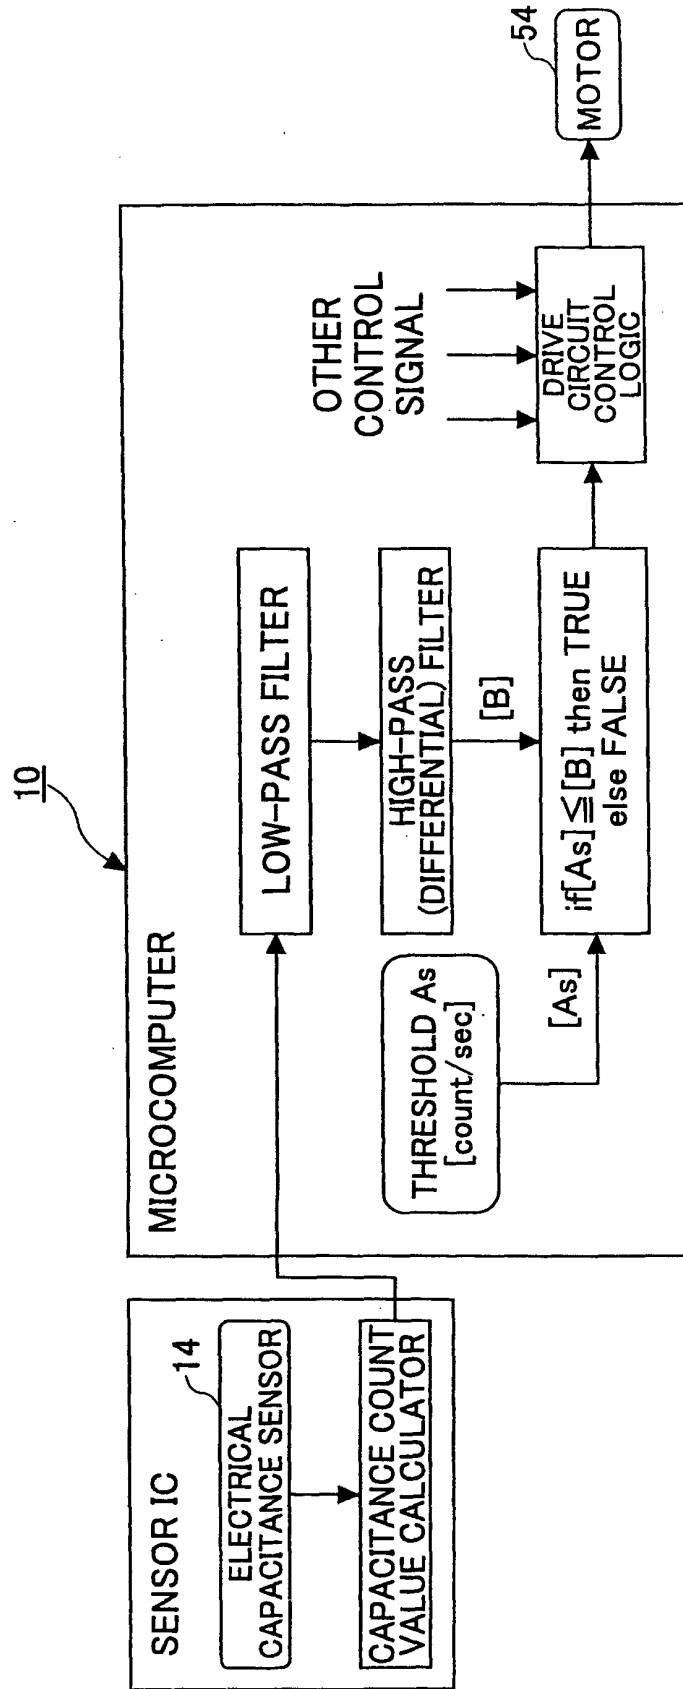 10
SENSOR IC
14
ELECTRICAL
CAPACITANCE SENSOR
CAPACITANCE COUNT
VALUE CALCULATOR
MICROCOMPUTER
LOW-PASS FILTER
HIGH-PASS
(DIFFERENTIAL) FILTER
[B]
THRESHOLD As
[count/sec]
[As]
if[As]≦[B] then TRUE
else FALSE
OTHER
CONTROL
SIGNAL
DRIVE
CIRCUIT
CONTROL
LOGIC
54
MOTOR